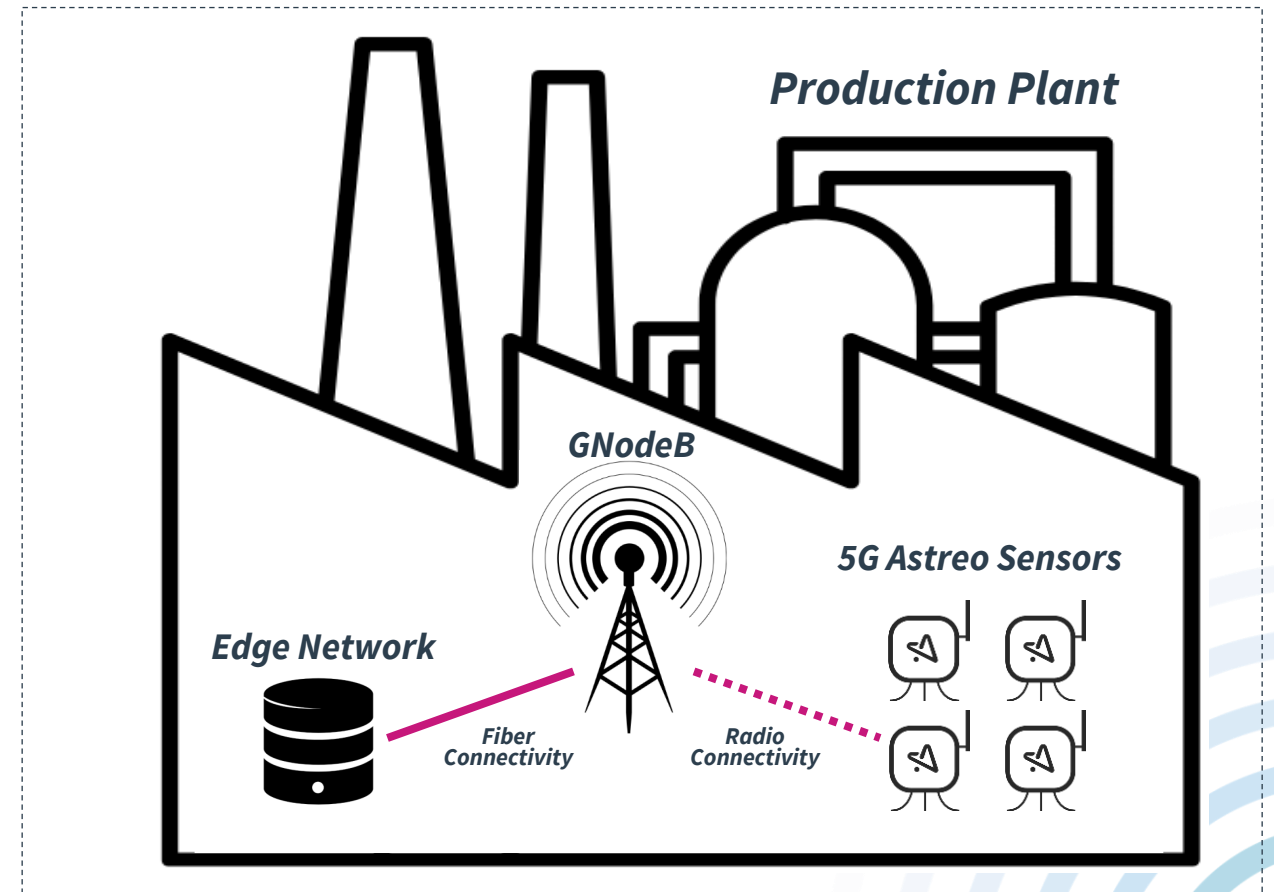 Production Plant
GNodeB
5G Astreo Sensors
Edge Network
Fiber
Connectivity
Radio
Connectivity